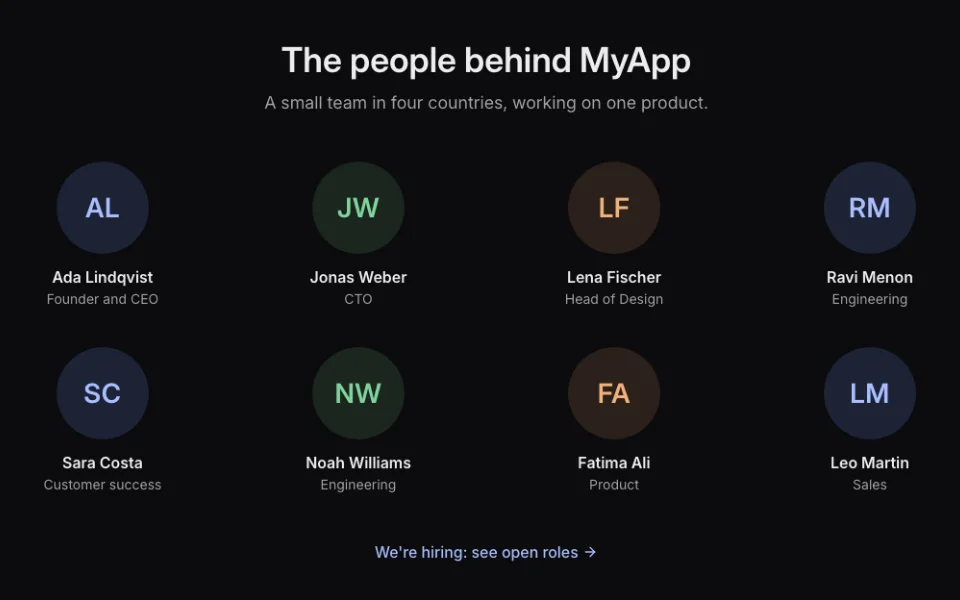 The people behind MyApp
A small team in four countries, working on one product.
AL
JW
LF
RM
Ada Lindqvist
Jonas Weber
Lena Fischer
Ravi Menon
Founder and CEO
CTO
Head of Design
Engineering
SC
NW
FA
LM
Sara Costa
Noah Williams
Fatima Ali
Leo Martin
Customer success
Engineering
Product
Sales
We're hiring: see open roles →